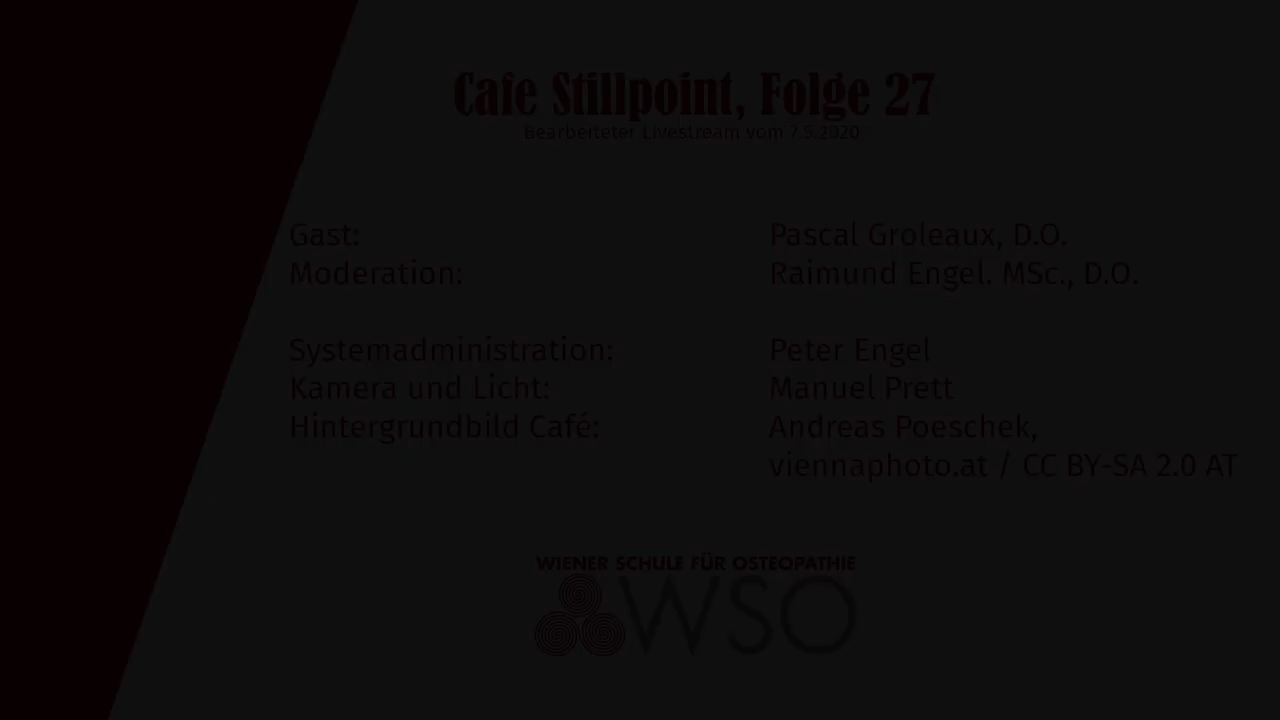 Cafe Stillpoint, Folge 27
Bearbeiteter Livestream vom 7.5.2020
Gast: Pascal Groleaux, D.O.
Moderation: Raimund Engel. MSc., D.O.
Systemadministration: Peter Engel
Kamera und Licht: Manuel Prett
Hintergrundbild Café: Andreas Poeschek,
viennaphoto.at / CC BY-SA 2.0 AT
WIENER SCHULE FÜR OSTEOPATHIE
WSO